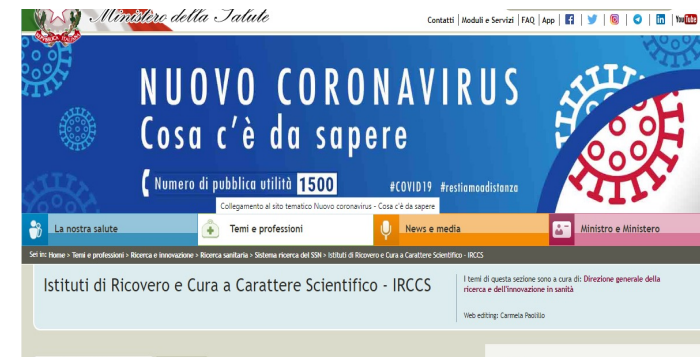 Ministero della Salute
Contatti | Moduli e Servizi | FAQ | App | | | | | | YouTube
NUOVO CORONAVIRUS
Cosa c'è da sapere
Numero di pubblica utilità 1500
#COVID19 #restiamoadistanza
Collegamento al sito tematico Nuovo coronavirus - Cosa c'è da sapere
La nostra salute
Temi e professioni
News e media
Ministro e Ministero
Sei in: Home > Temi e professioni > Ricerca e innovazione > Ricerca sanitaria > Sistema ricerca del SSN > Istituti di Ricovero e Cura a Carattere Scientifico - IRCCS
Istituti di Ricovero e Cura a Carattere Scientifico - IRCCS
I temi di questa sezione sono a cura di: Direzione generale della
ricerca e dell'innovazione in sanità
Web editing: Carmela Paolillo